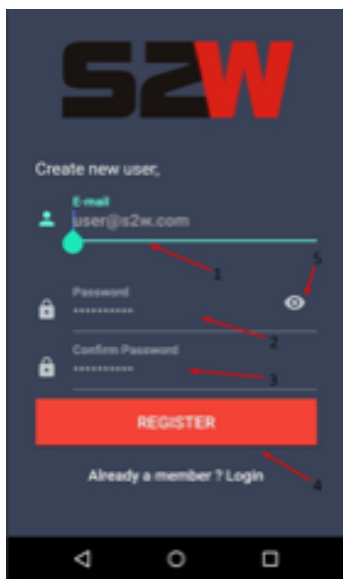 S2W
Create new user,
E-mail
user@s2w.com
1
5
Password
••••••••••
2
Confirm Password
••••••••••
3
REGISTER
4
Already a member ? Login